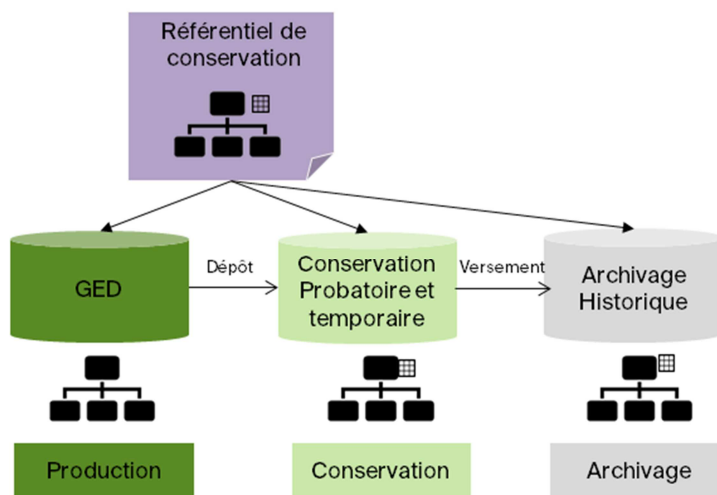 Référentiel de
conservation
GED
Dépôt
Conservation
Probatoire et
temporaire
Versement
Archivage
Historique
Production
Conservation
Archivage